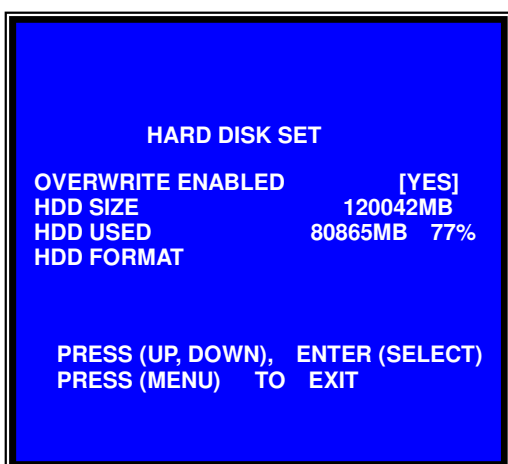 HARD DISK SET
OVERWRITE ENABLED [YES]
HDD SIZE 120042MB
HDD USED 80865MB 77%
HDD FORMAT
PRESS (UP, DOWN), ENTER (SELECT)
PRESS (MENU) TO EXIT